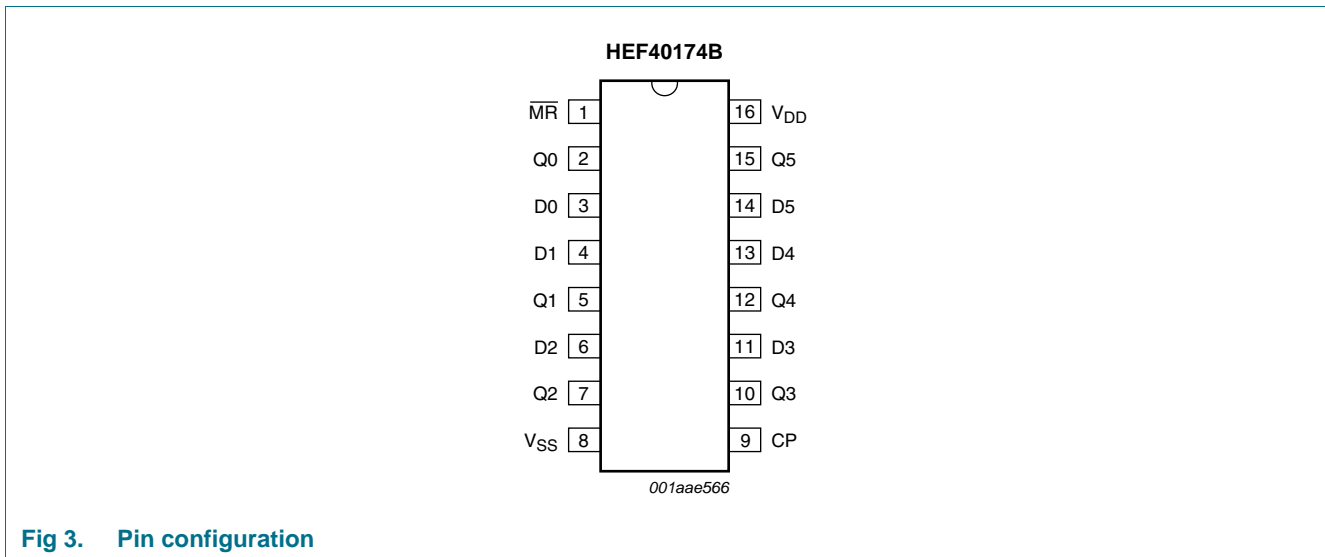 HEF40174B
M̅R̅ 1 16 VDD
Q0 2 15 Q5
D0 3 14 D5
D1 4 13 D4
Q1 5 12 Q4
D2 6 11 D3
Q2 7 10 Q3
VSS 8 9 CP
001aae566
Fig 3. Pin configuration